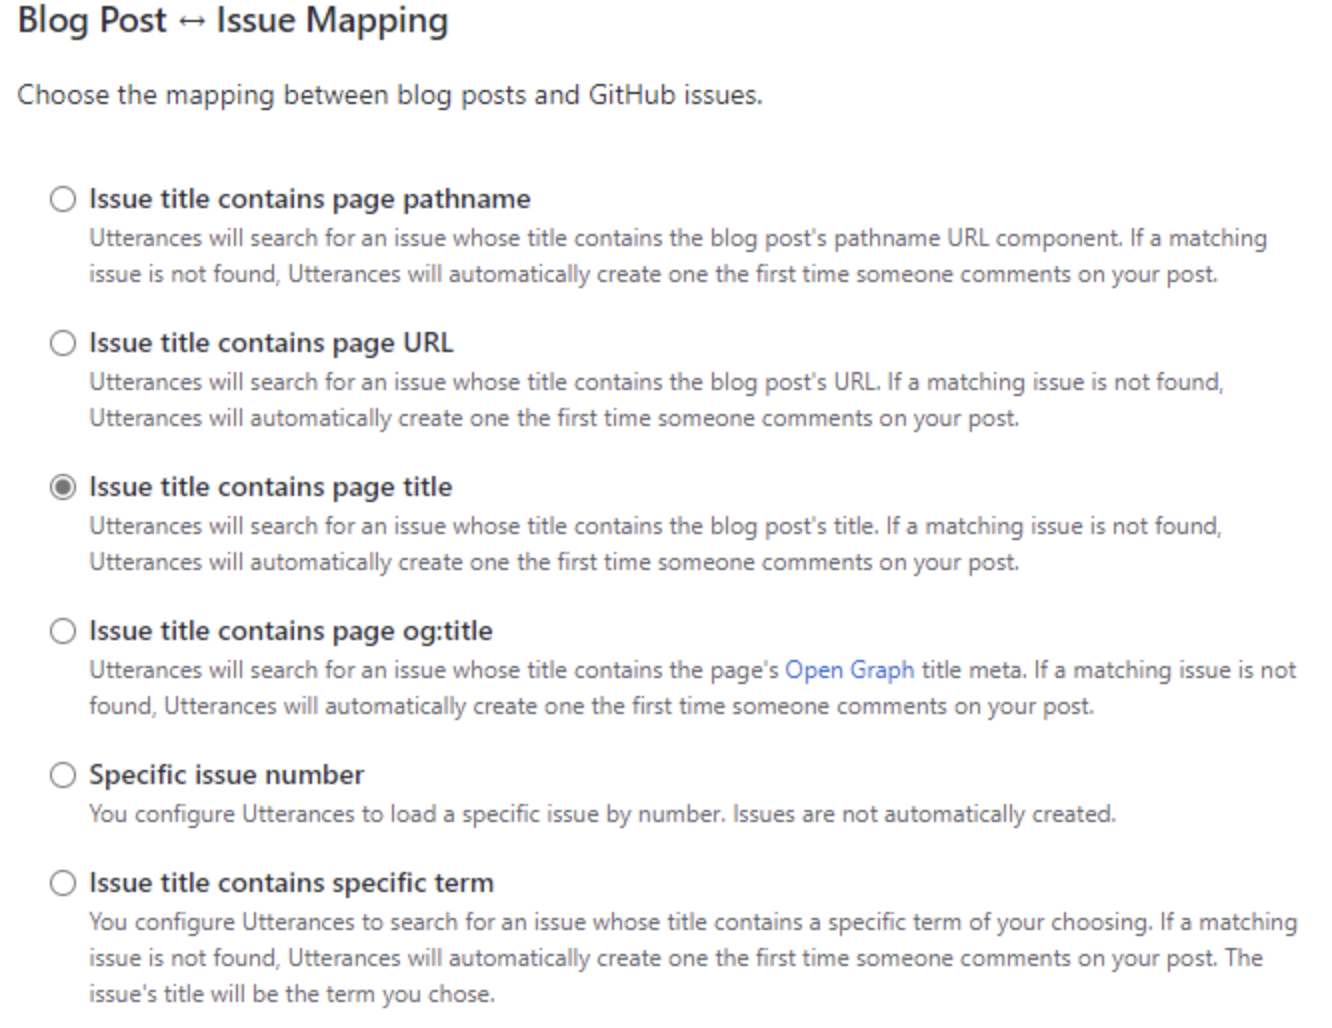 Blog Post ↔ Issue Mapping
Choose the mapping between blog posts and GitHub issues.
Issue title contains page pathname
Utterances will search for an issue whose title contains the blog post's pathname URL component. If a matching
issue is not found, Utterances will automatically create one the first time someone comments on your post.
Issue title contains page URL
Utterances will search for an issue whose title contains the blog post's URL. If a matching issue is not found,
Utterances will automatically create one the first time someone comments on your post.
Issue title contains page title
Utterances will search for an issue whose title contains the blog post's title. If a matching issue is not found,
Utterances will automatically create one the first time someone comments on your post.
Issue title contains page og:title
Utterances will search for an issue whose title contains the page's Open Graph title meta. If a matching issue is not
found, Utterances will automatically create one the first time someone comments on your post.
Specific issue number
You configure Utterances to load a specific issue by number. Issues are not automatically created.
Issue title contains specific term
You configure Utterances to search for an issue whose title contains a specific term of your choosing. If a matching
issue is not found, Utterances will automatically create one the first time someone comments on your post. The
issue's title will be the term you chose.